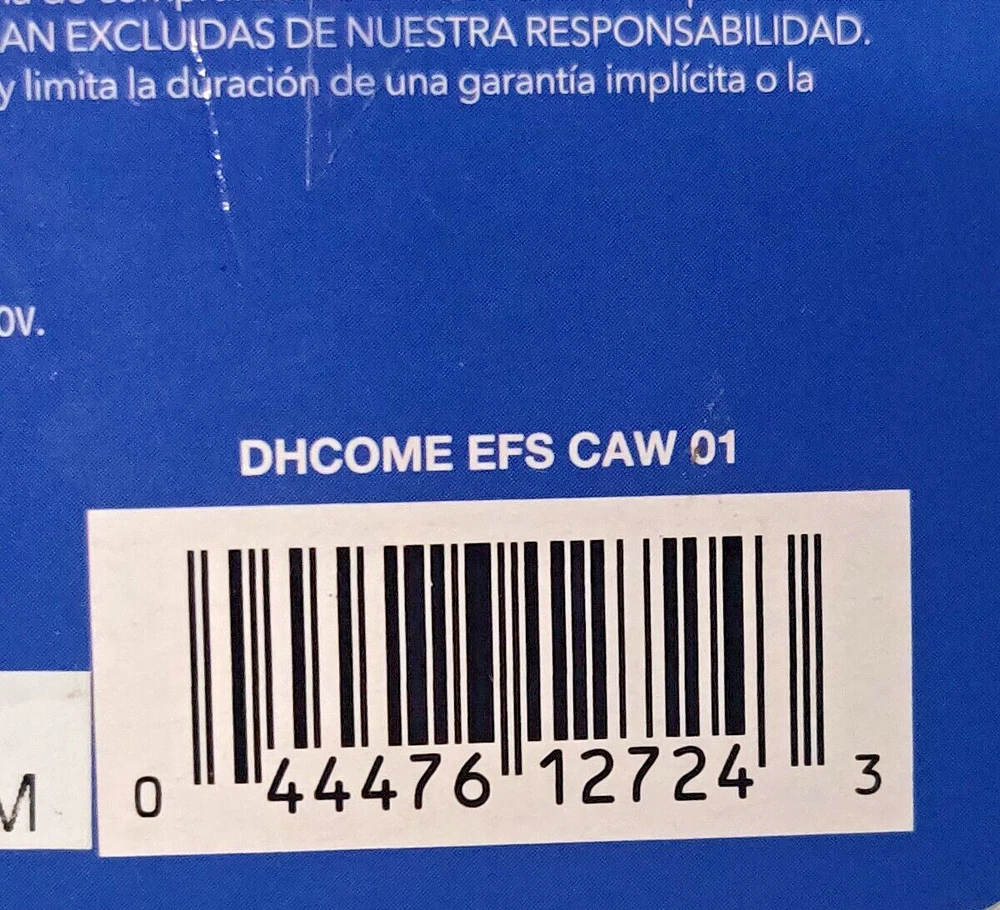 AN EXCLUIDAS DE NUESTRA RESPONSABILIDAD.
y limita la duración de una garantía implícita o la
OV.
DHCOME EFS CAW 01
M
0 44476 12724 3